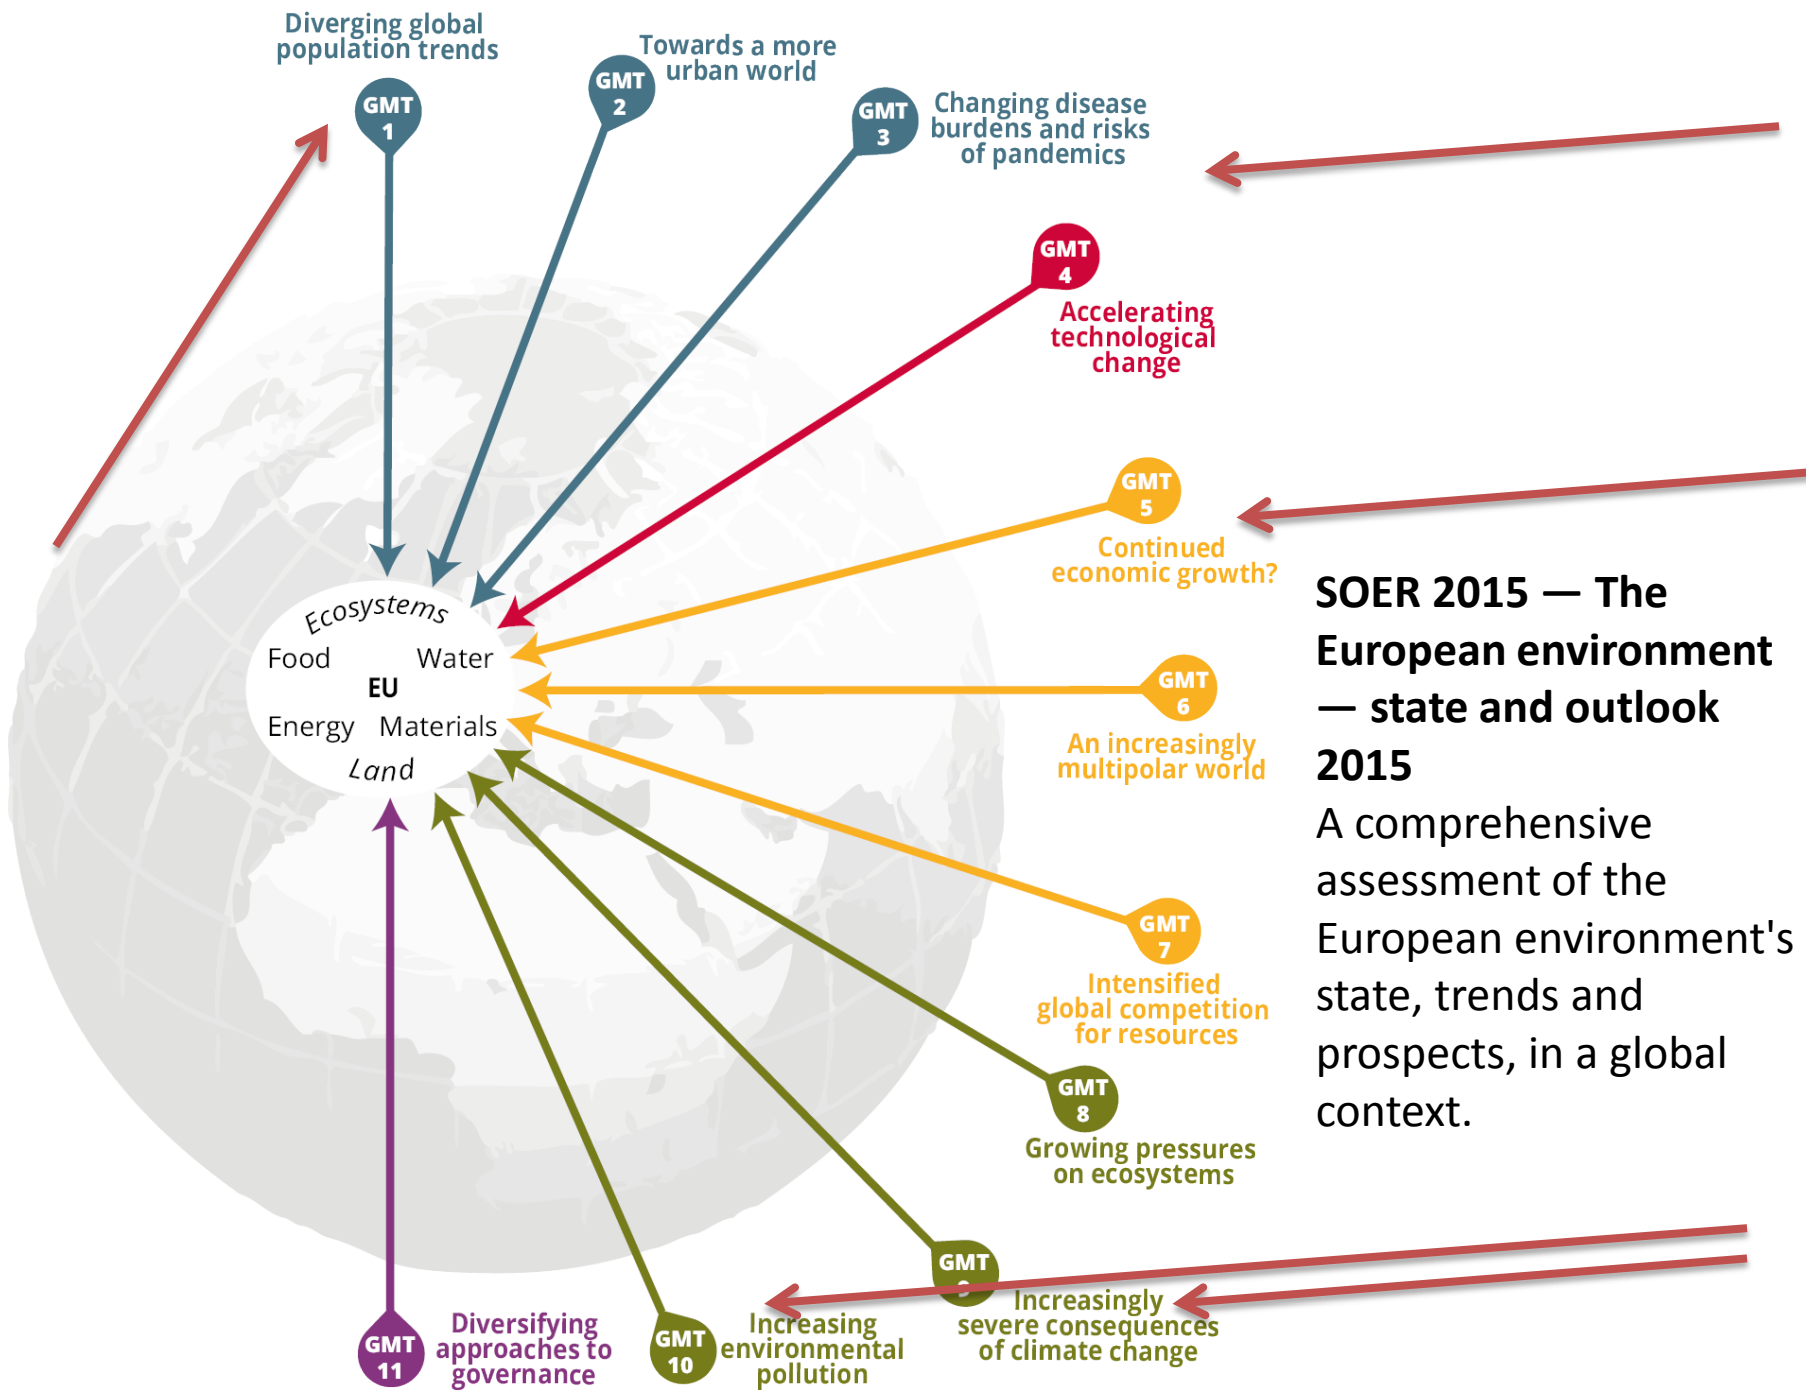 Diverging global
population trends
GMT
1
Towards a more
urban world
GMT
2
Changing disease
burdens and risks
of pandemics
GMT
3
GMT
4
Accelerating
technological
change
GMT
5
Continued
economic growth?
GMT
6
An increasingly
multipolar world
GMT
7
Intensified
global competition
for resources
GMT
8
Growing pressures
on ecosystems
GMT
9
Increasingly
severe consequences
of climate change
GMT
10
Increasing
environmental
pollution
GMT
11
Diversifying
approaches to
governance
Ecosystems
Food Water
EU
Energy Materials
Land
SOER 2015 — The
European environment
— state and outlook
2015
A comprehensive
assessment of the
European environment's
state, trends and
prospects, in a global
context.